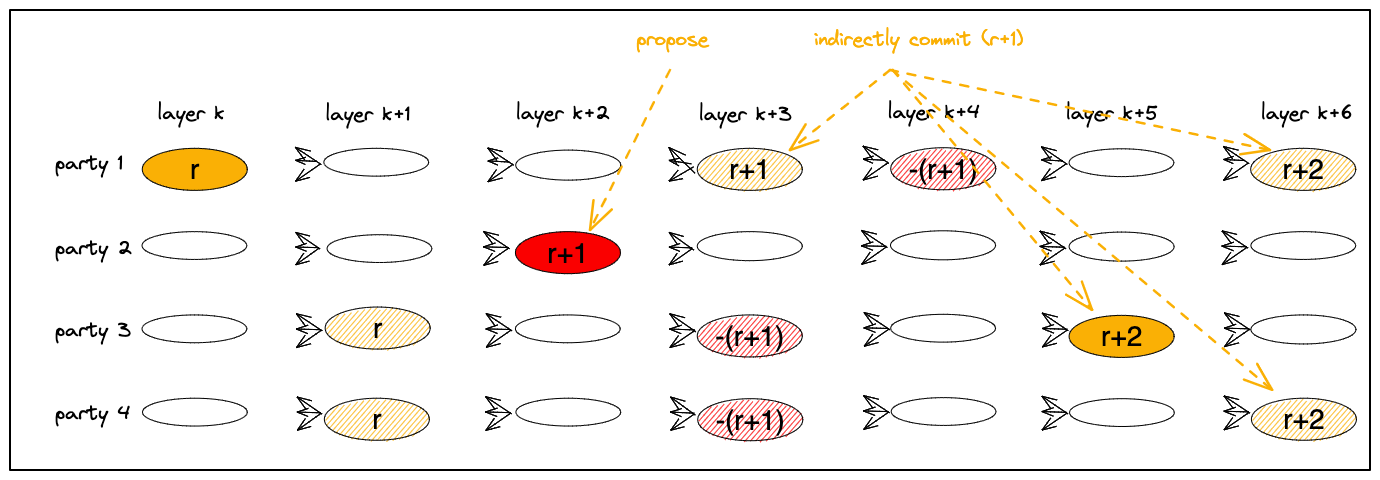 propose indirectly commit (r+1)
layer k layer k+1 layer k+2 layer k+3 layer k+4 layer k+5 layer k+6
party 1 r r+1 -(r+1) r+2
party 2 r+1
party 3 r -(r+1) r+2
party 4 r -(r+1) r+2